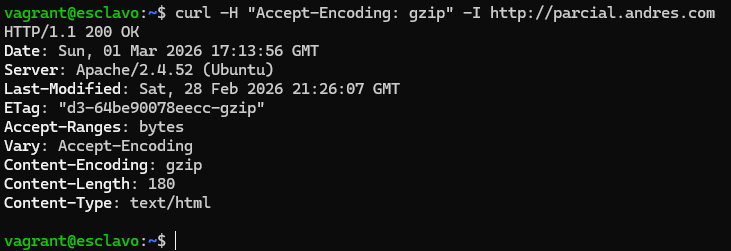 vagrant@esclavo:~$ curl -H "Accept-Encoding: gzip" -I http://parcial.andres.com
HTTP/1.1 200 OK
Date: Sun, 01 Mar 2026 17:13:56 GMT
Server: Apache/2.4.52 (Ubuntu)
Last-Modified: Sat, 28 Feb 2026 21:26:07 GMT
ETag: "d3-64be90078eecc-gzip"
Accept-Ranges: bytes
Vary: Accept-Encoding
Content-Encoding: gzip
Content-Length: 180
Content-Type: text/html
vagrant@esclavo:~$